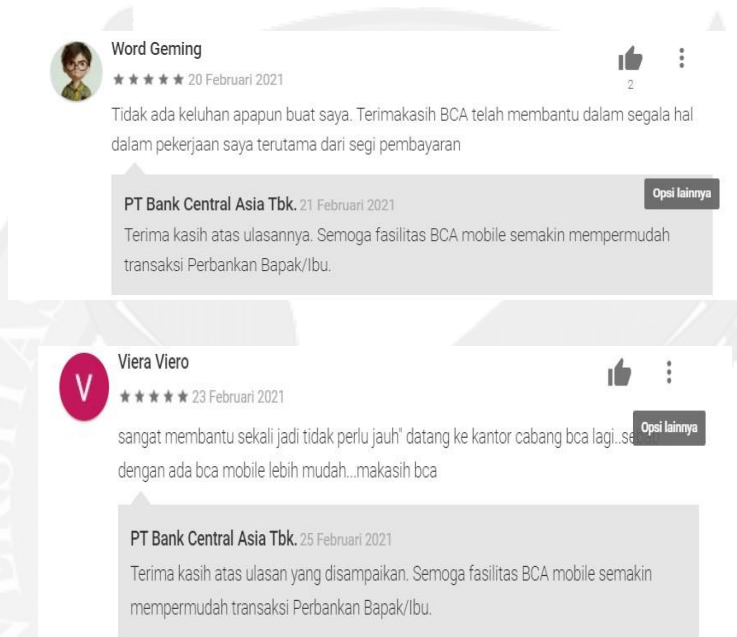 Word Geming
★★★★★ 20 Februari 2021
2
Tidak ada keluhan apapun buat saya. Terimakasih BCA telah membantu dalam segala hal
dalam pekerjaan saya terutama dari segi pembayaran
Opsi lainnya
PT Bank Central Asia Tbk. 21 Februari 2021
Terima kasih atas ulasannya. Semoga fasilitas BCA mobile semakin mempermudah
transaksi Perbankan Bapak/Ibu.
V
Viera Viero
★★★★★ 23 Februari 2021
Opsi lainnya
sangat membantu sekali jadi tidak perlu jauh" datang ke kantor cabang bca lagi..
dengan ada bca mobile lebih mudah...makasih bca
PT Bank Central Asia Tbk. 25 Februari 2021
Terima kasih atas ulasan yang disampaikan. Semoga fasilitas BCA mobile semakin
mempermudah transaksi Perbankan Bapak/Ibu.